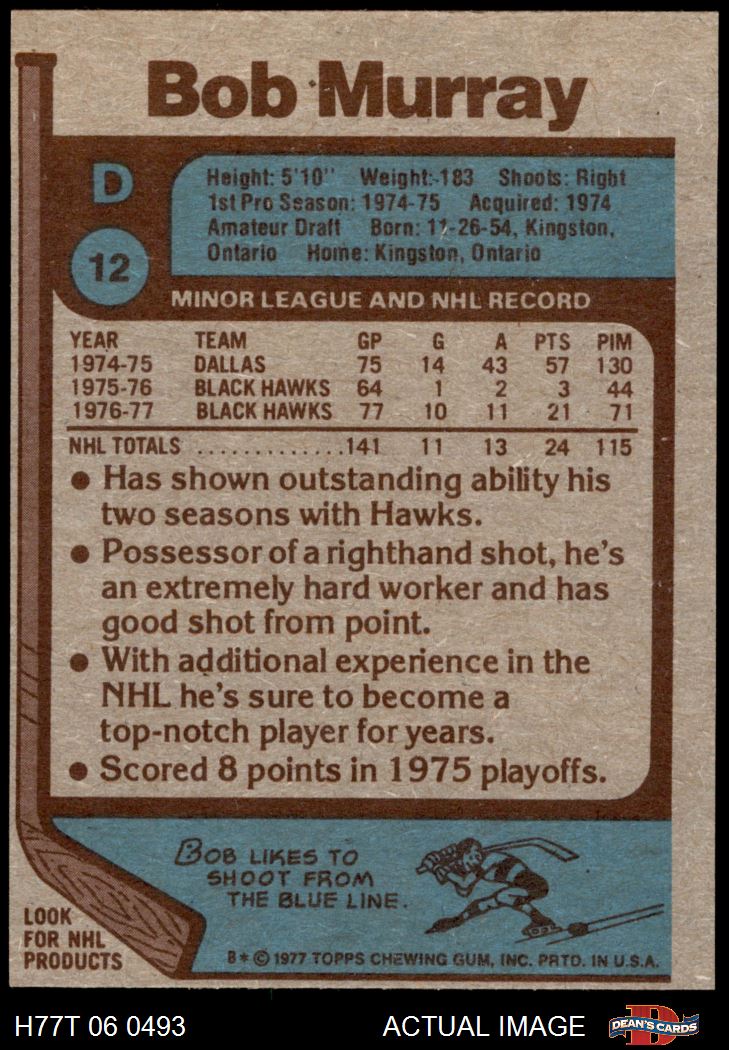 Bob Murray
D
12
Height: 5'10" Weight: 183 Shoots: Right
1st Pro Season: 1974-75 Acquired: 1974
Amateur Draft Born: 11-26-54, Kingston,
Ontario Home: Kingston, Ontario
MINOR LEAGUE AND NHL RECORD
YEAR TEAM GP G A PTS PIM
1974-75 DALLAS 75 14 43 57 130
1975-76 BLACK HAWKS 64 1 2 3 44
1976-77 BLACK HAWKS 77 10 11 21 71
NHL TOTALS .............141 11 13 24 115
● Has shown outstanding ability his
two seasons with Hawks.
● Possessor of a righthand shot, he's
an extremely hard worker and has
good shot from point.
● With additional experience in the
NHL he's sure to become a
top-notch player for years.
● Scored 8 points in 1975 playoffs.
BOB LIKES TO
SHOOT FROM
THE BLUE LINE.
LOOK
FOR NHL
PRODUCTS
B * © 1977 TOPPS CHEWING GUM, INC. PRTD. IN U.S.A.
H77T 06 0493 ACTUAL IMAGE
D
DEAN'S CARDS